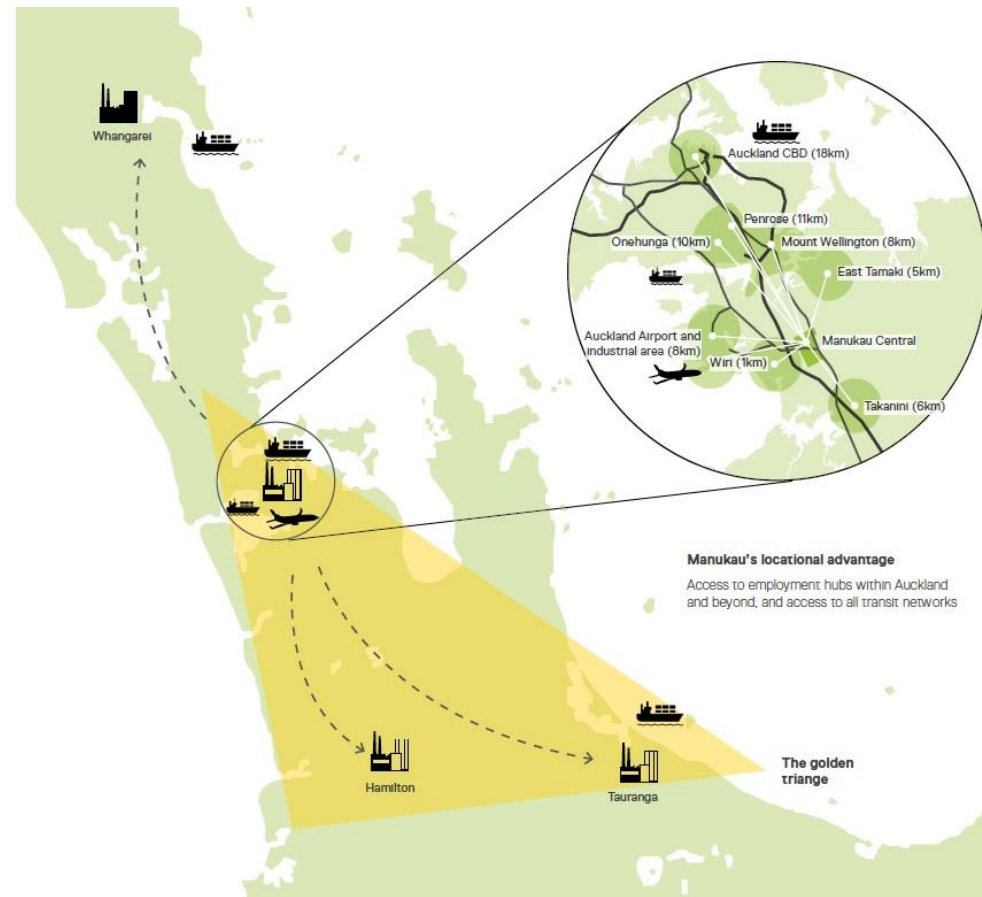 Whangarei
Auckland CBD (18km)
Penrose (11km)
Onehunga (10km)
Mount Wellington (8km)
East Tamaki (5km)
Auckland Airport and
industrial area (8km)
Manukau Central
Wiri (1km)
Takanini (6km)
Manukau's locational advantage
Access to employment hubs within Auckland
and beyond, and access to all transit networks
The golden
triange
Hamilton
Tauranga